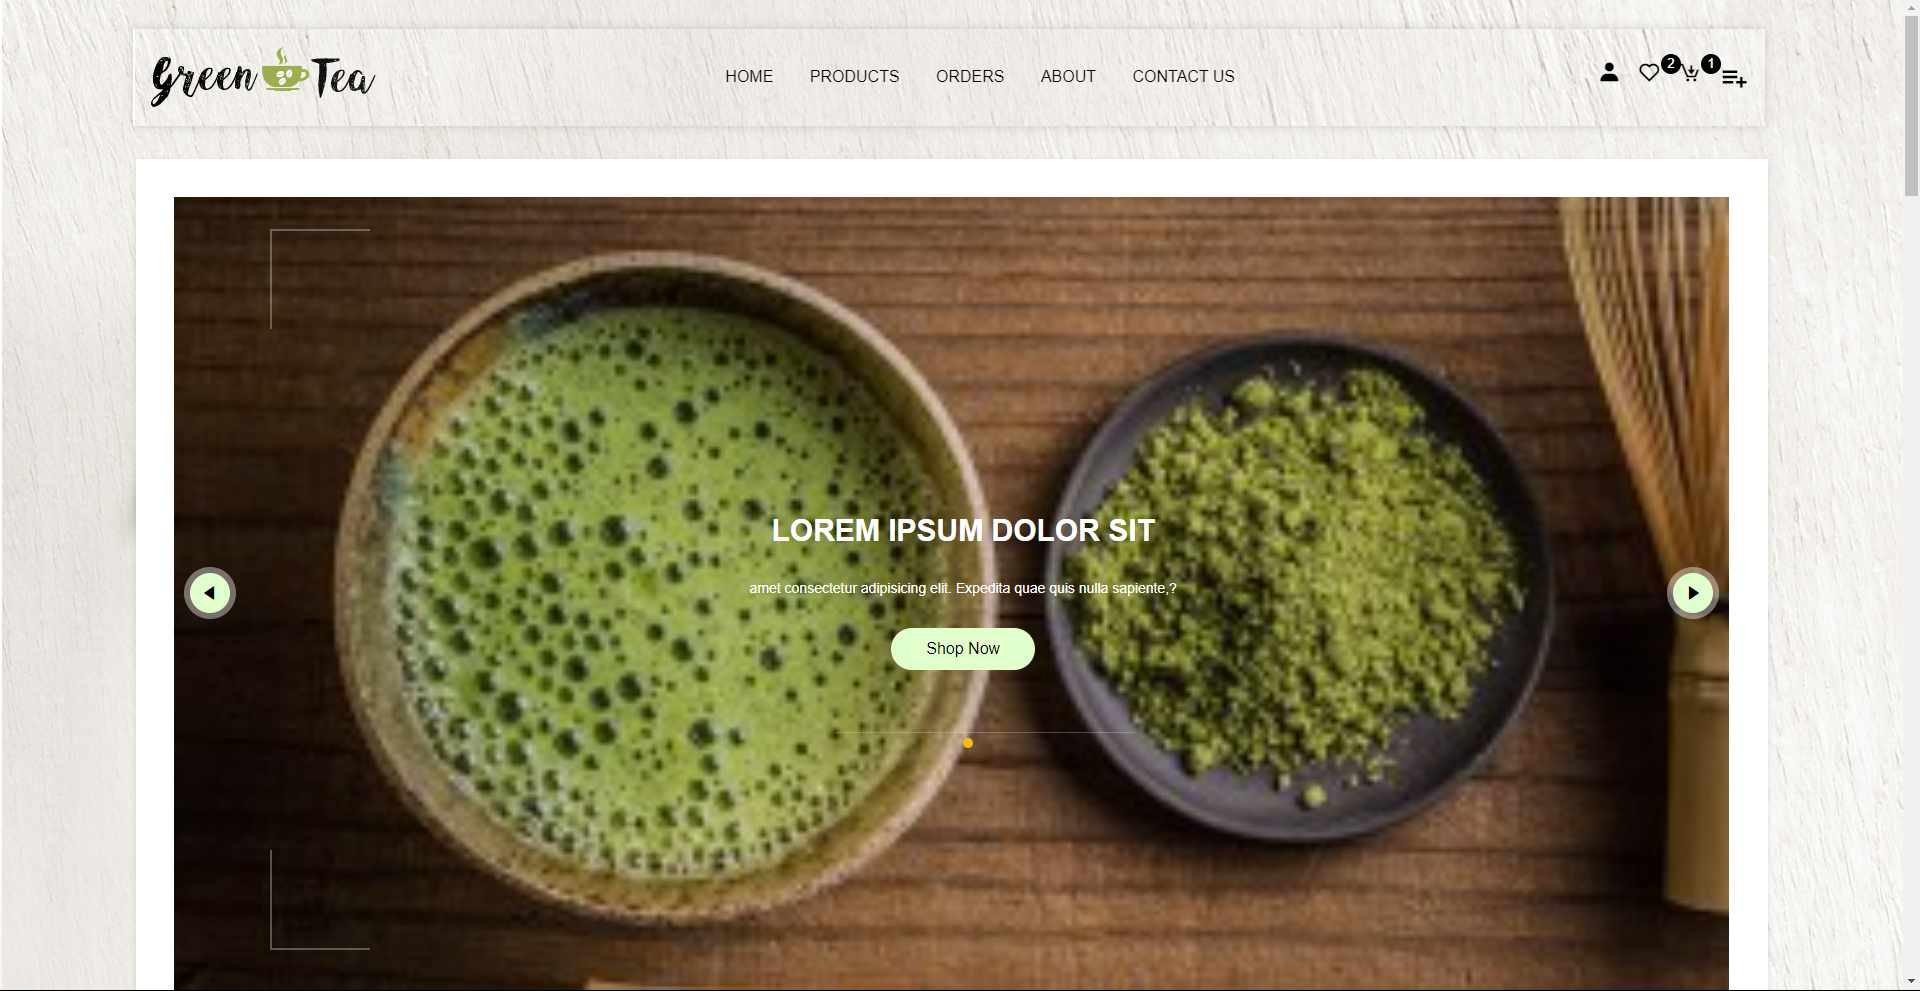 Green Tea
HOME PRODUCTS ORDERS ABOUT CONTACT US
2 1
LOREM IPSUM DOLOR SIT
amet consectetur adipisicing elit. Expedita quae quis nulla sapiente,?
Shop Now